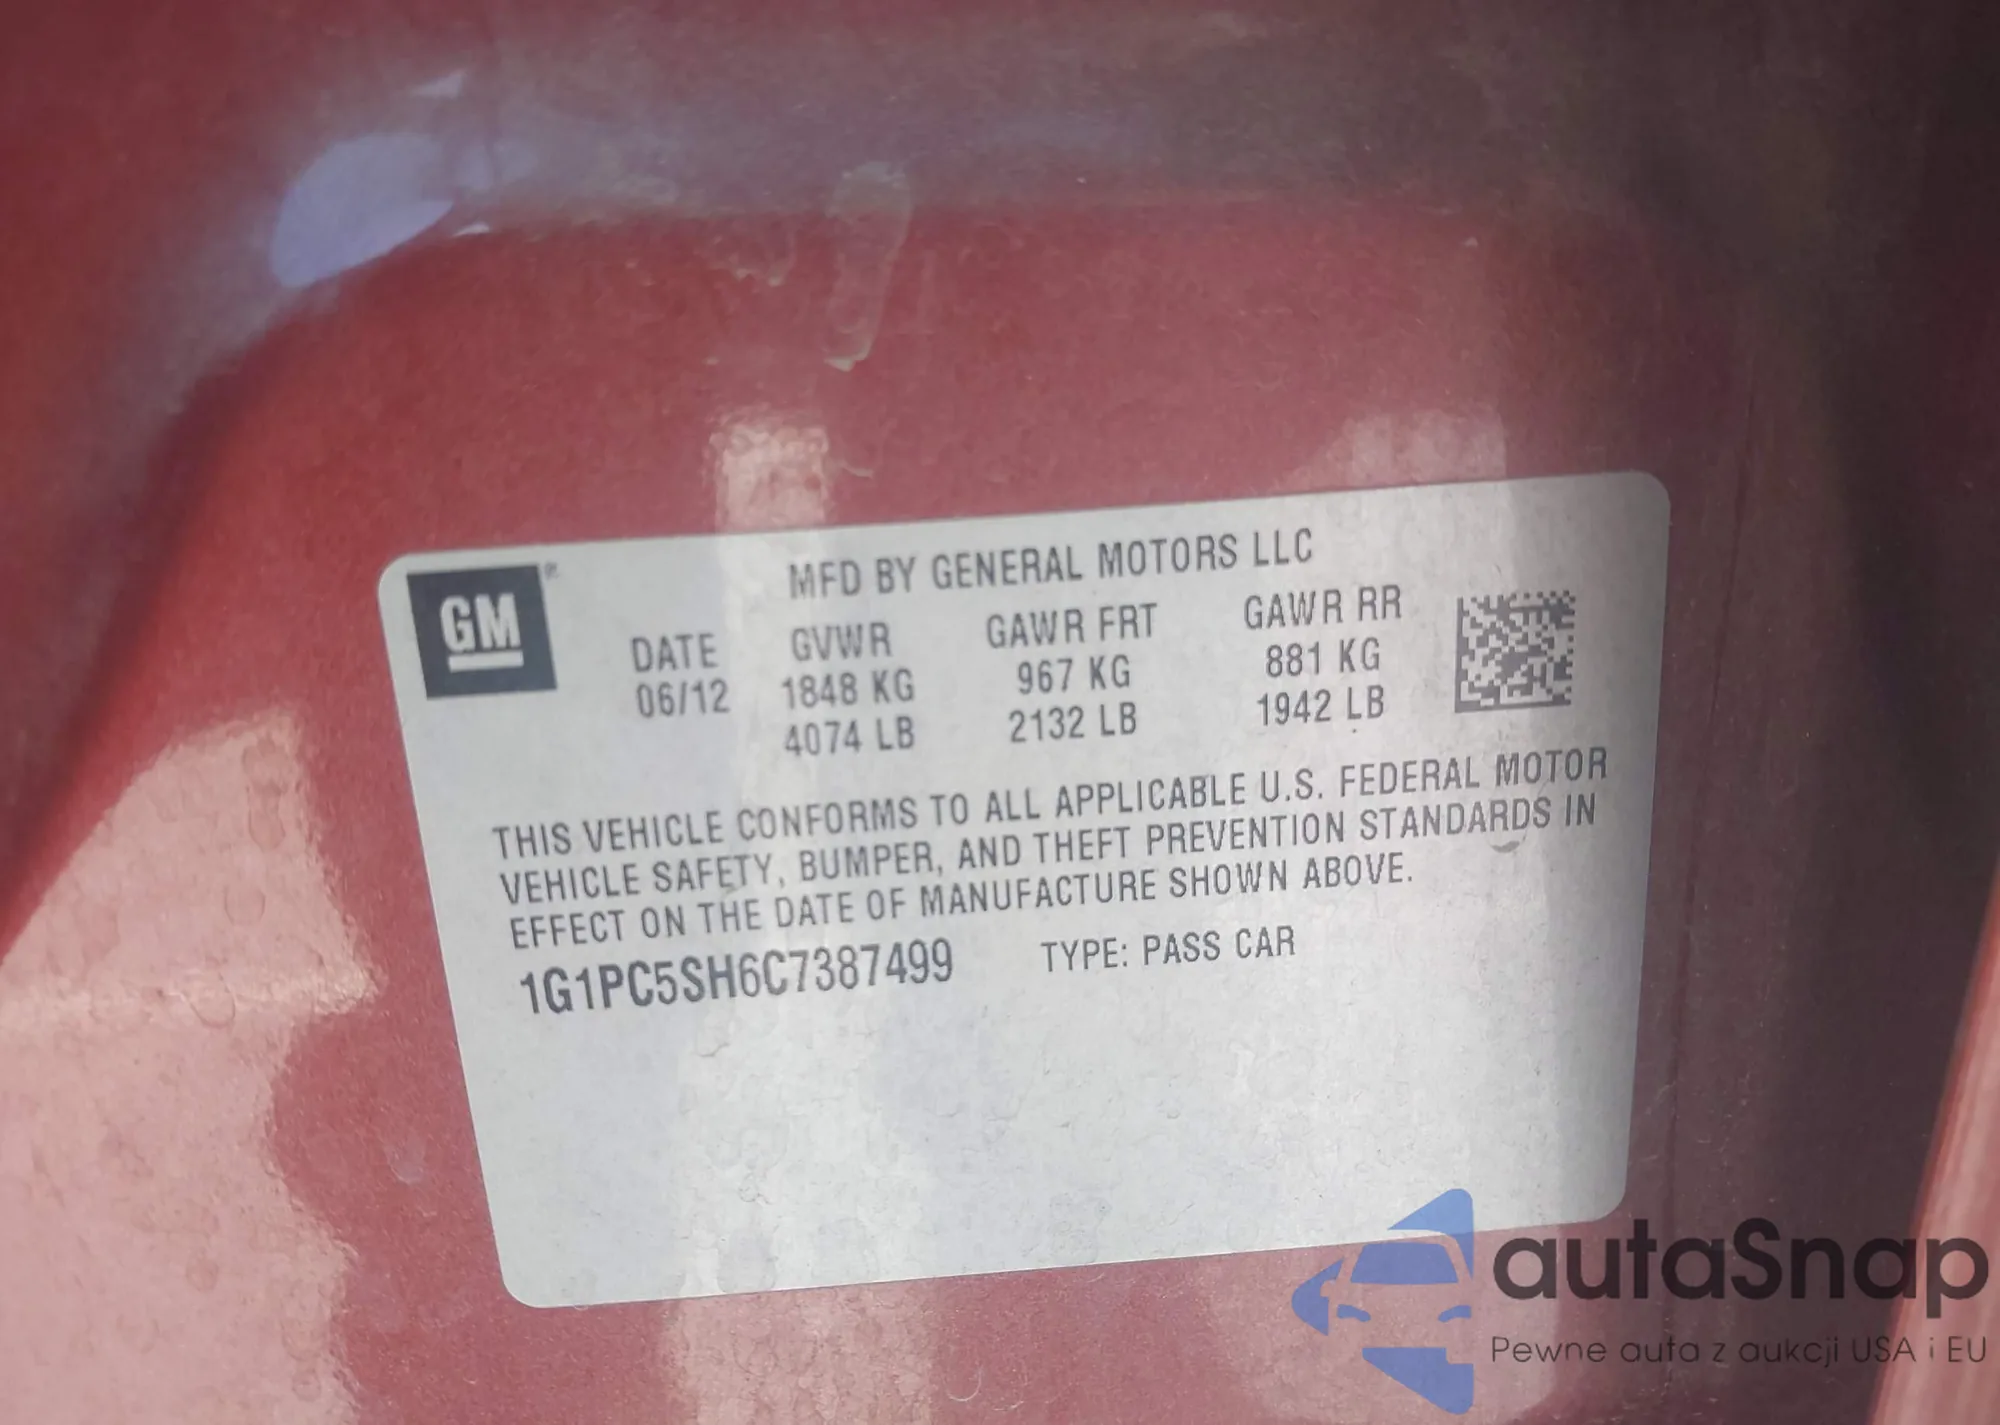 GM
MFD BY GENERAL MOTORS LLC
DATE GVWR GAWR FRT GAWR RR
06/12 1848 KG 967 KG 881 KG
4074 LB 2132 LB 1942 LB
THIS VEHICLE CONFORMS TO ALL APPLICABLE U.S. FEDERAL MOTOR
VEHICLE SAFETY, BUMPER, AND THEFT PREVENTION STANDARDS IN
EFFECT ON THE DATE OF MANUFACTURE SHOWN ABOVE.
1G1PC5SH6C7387499 TYPE: PASS CAR
autaSnap
Pewne auta z aukcji USA i EU